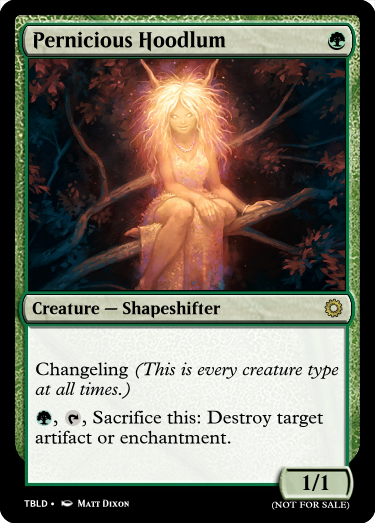 Pernicious Hoodlum
Creature — Shapeshifter
Changeling (This is every creature type
at all times.)
, , Sacrifice this: Destroy target
artifact or enchantment.
1/1
TBLD • Matt Dixon
(NOT FOR SALE)